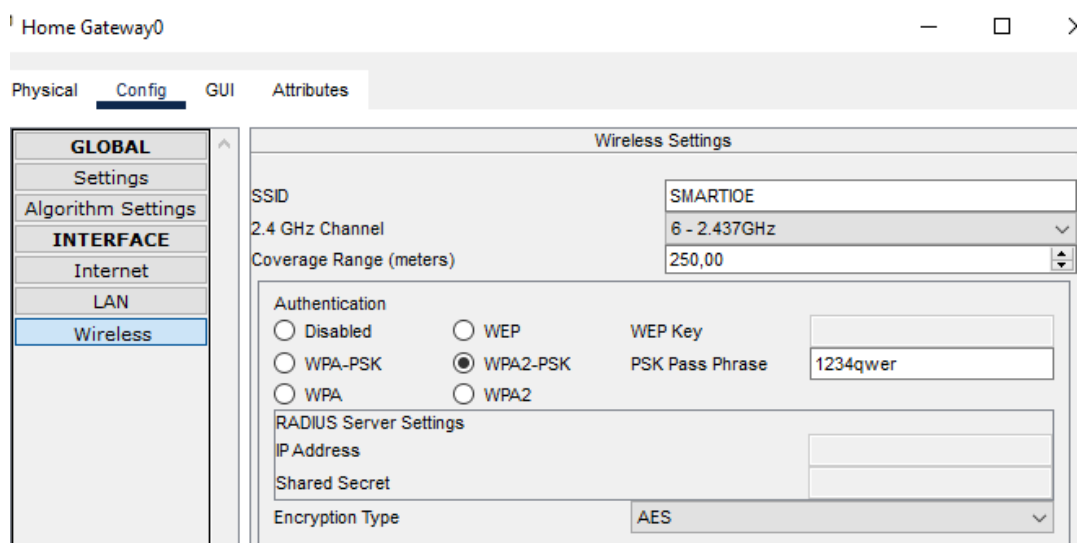 Home Gateway0
Physical Config GUI Attributes
GLOBAL
Settings
Algorithm Settings
INTERFACE
Internet
LAN
Wireless
Wireless Settings
SSID SMARTIOE
2.4 GHz Channel 6 - 2.437GHz
Coverage Range (meters) 250,00
Authentication
Disabled WEP WEP Key
WPA-PSK WPA2-PSK PSK Pass Phrase 1234qwer
WPA WPA2
RADIUS Server Settings
IP Address
Shared Secret
Encryption Type AES